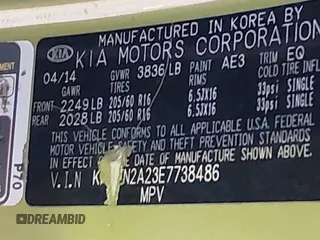 MANUFACTURED IN KOREA BY
KIA KIA MOTORS CORPORATION
04/14 GVWR 3836 LB PAINT AE3 TRIM EQ
GAWR TIRES RIMS COLD TIRE INFL
FRONT 2249 LB 205/60 R16 6.5JX16 33psi SINGLE
REAR 2028 LB 205/60 R16 6.5JX16 33psi SINGLE
THIS VEHICLE CONFORMS TO ALL APPLICABLE U.S.A. FEDERAL
MOTOR VEHICLE SAFETY AND THEFT PREVENTION STANDARDS
IN EFFECT DATE OF MANUFACTURE SHOWN ABOVE.
V.I.N N2A23E7738486
MPV
P70
DREAMBID